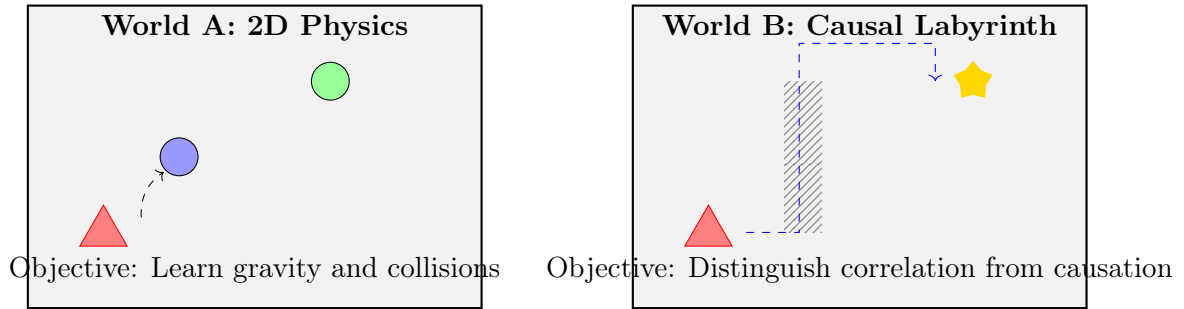 World A: 2D Physics
Objective: Learn gravity and collisions
World B: Causal Labyrinth
Objective: Distinguish correlation from causation